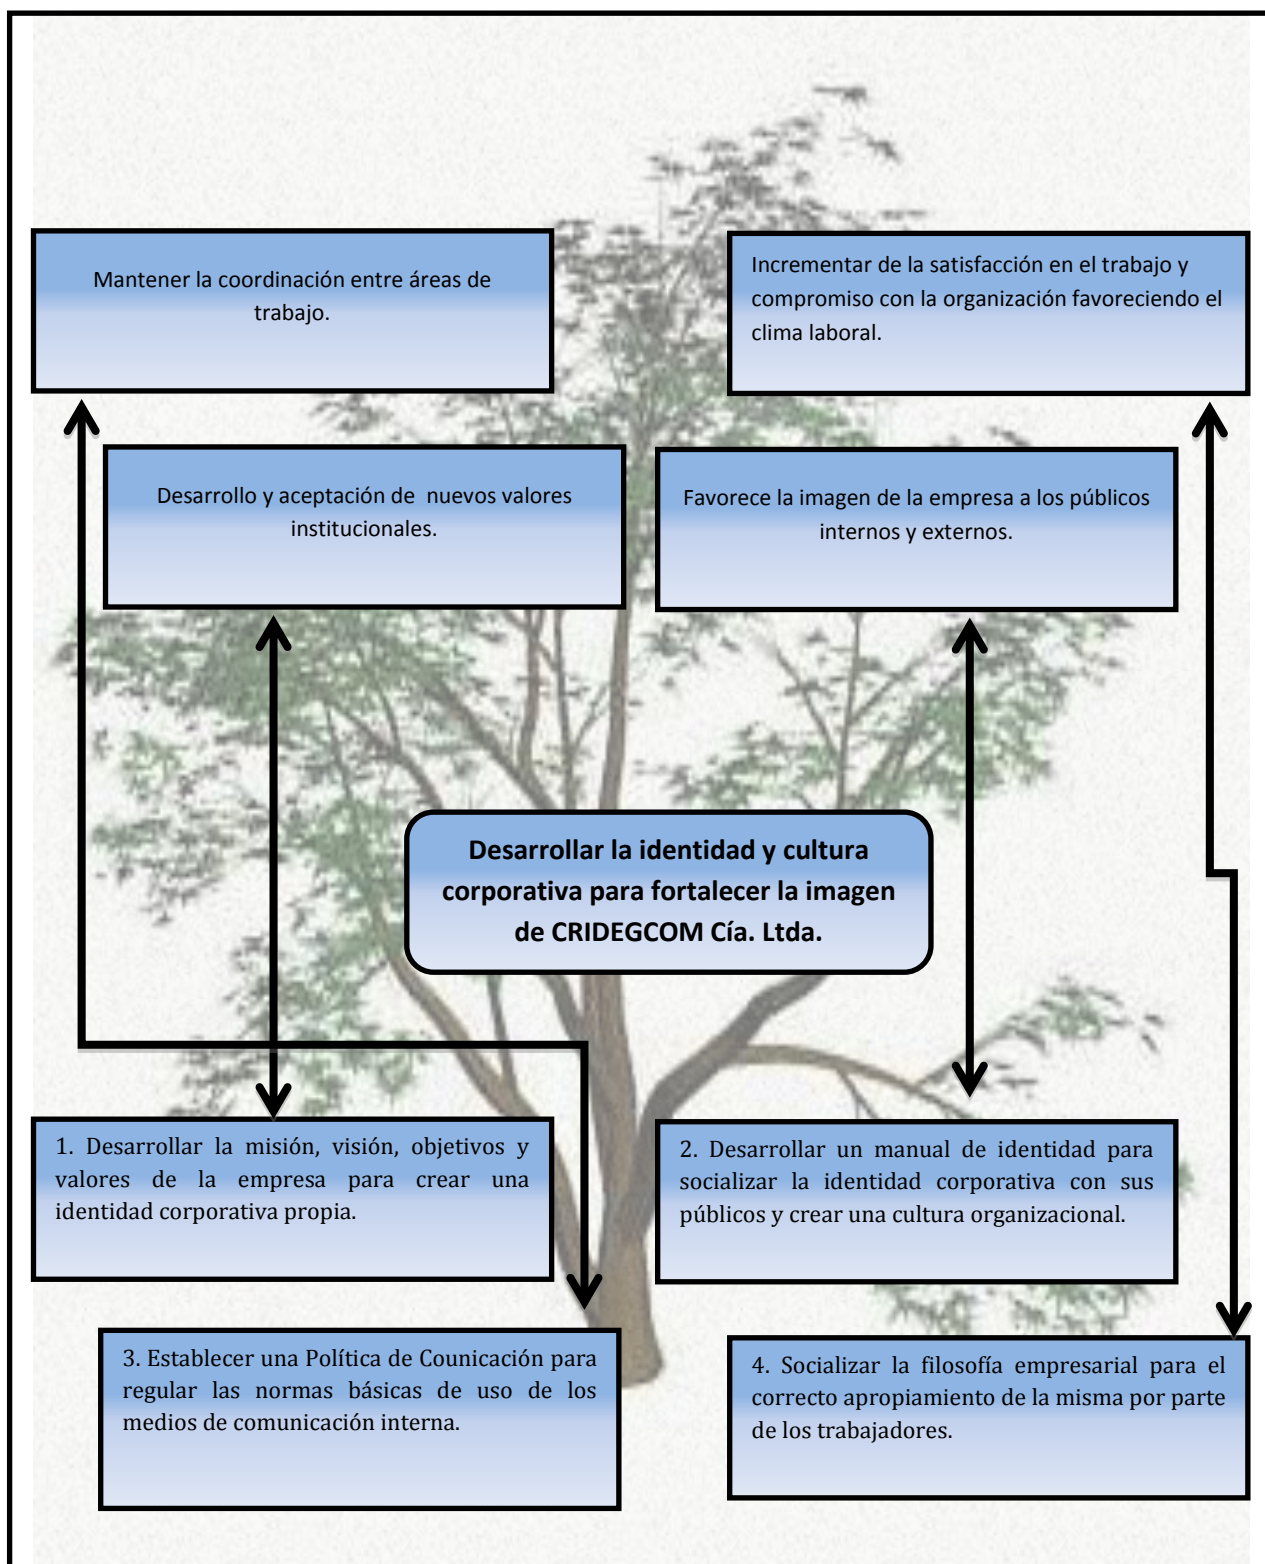 Mantener la coordinación entre áreas de
trabajo.
Incrementar de la satisfacción en el trabajo y
compromiso con la organización favoreciendo el
clima laboral.
Desarrollo y aceptación de nuevos valores
institucionales.
Favorece la imagen de la empresa a los públicos
internos y externos.
Desarrollar la identidad y cultura
corporativa para fortalecer la imagen
de CRIDEGCOM Cía. Ltda.
1. Desarrollar la misión, visión, objetivos y
valores de la empresa para crear una
identidad corporativa propia.
2. Desarrollar un manual de identidad para
socializar la identidad corporativa con sus
públicos y crear una cultura organizacional.
3. Establecer una Política de Counicación para
regular las normas básicas de uso de los
medios de comunicación interna.
4. Socializar la filosofía empresarial para el
correcto apropiamiento de la misma por parte
de los trabajadores.